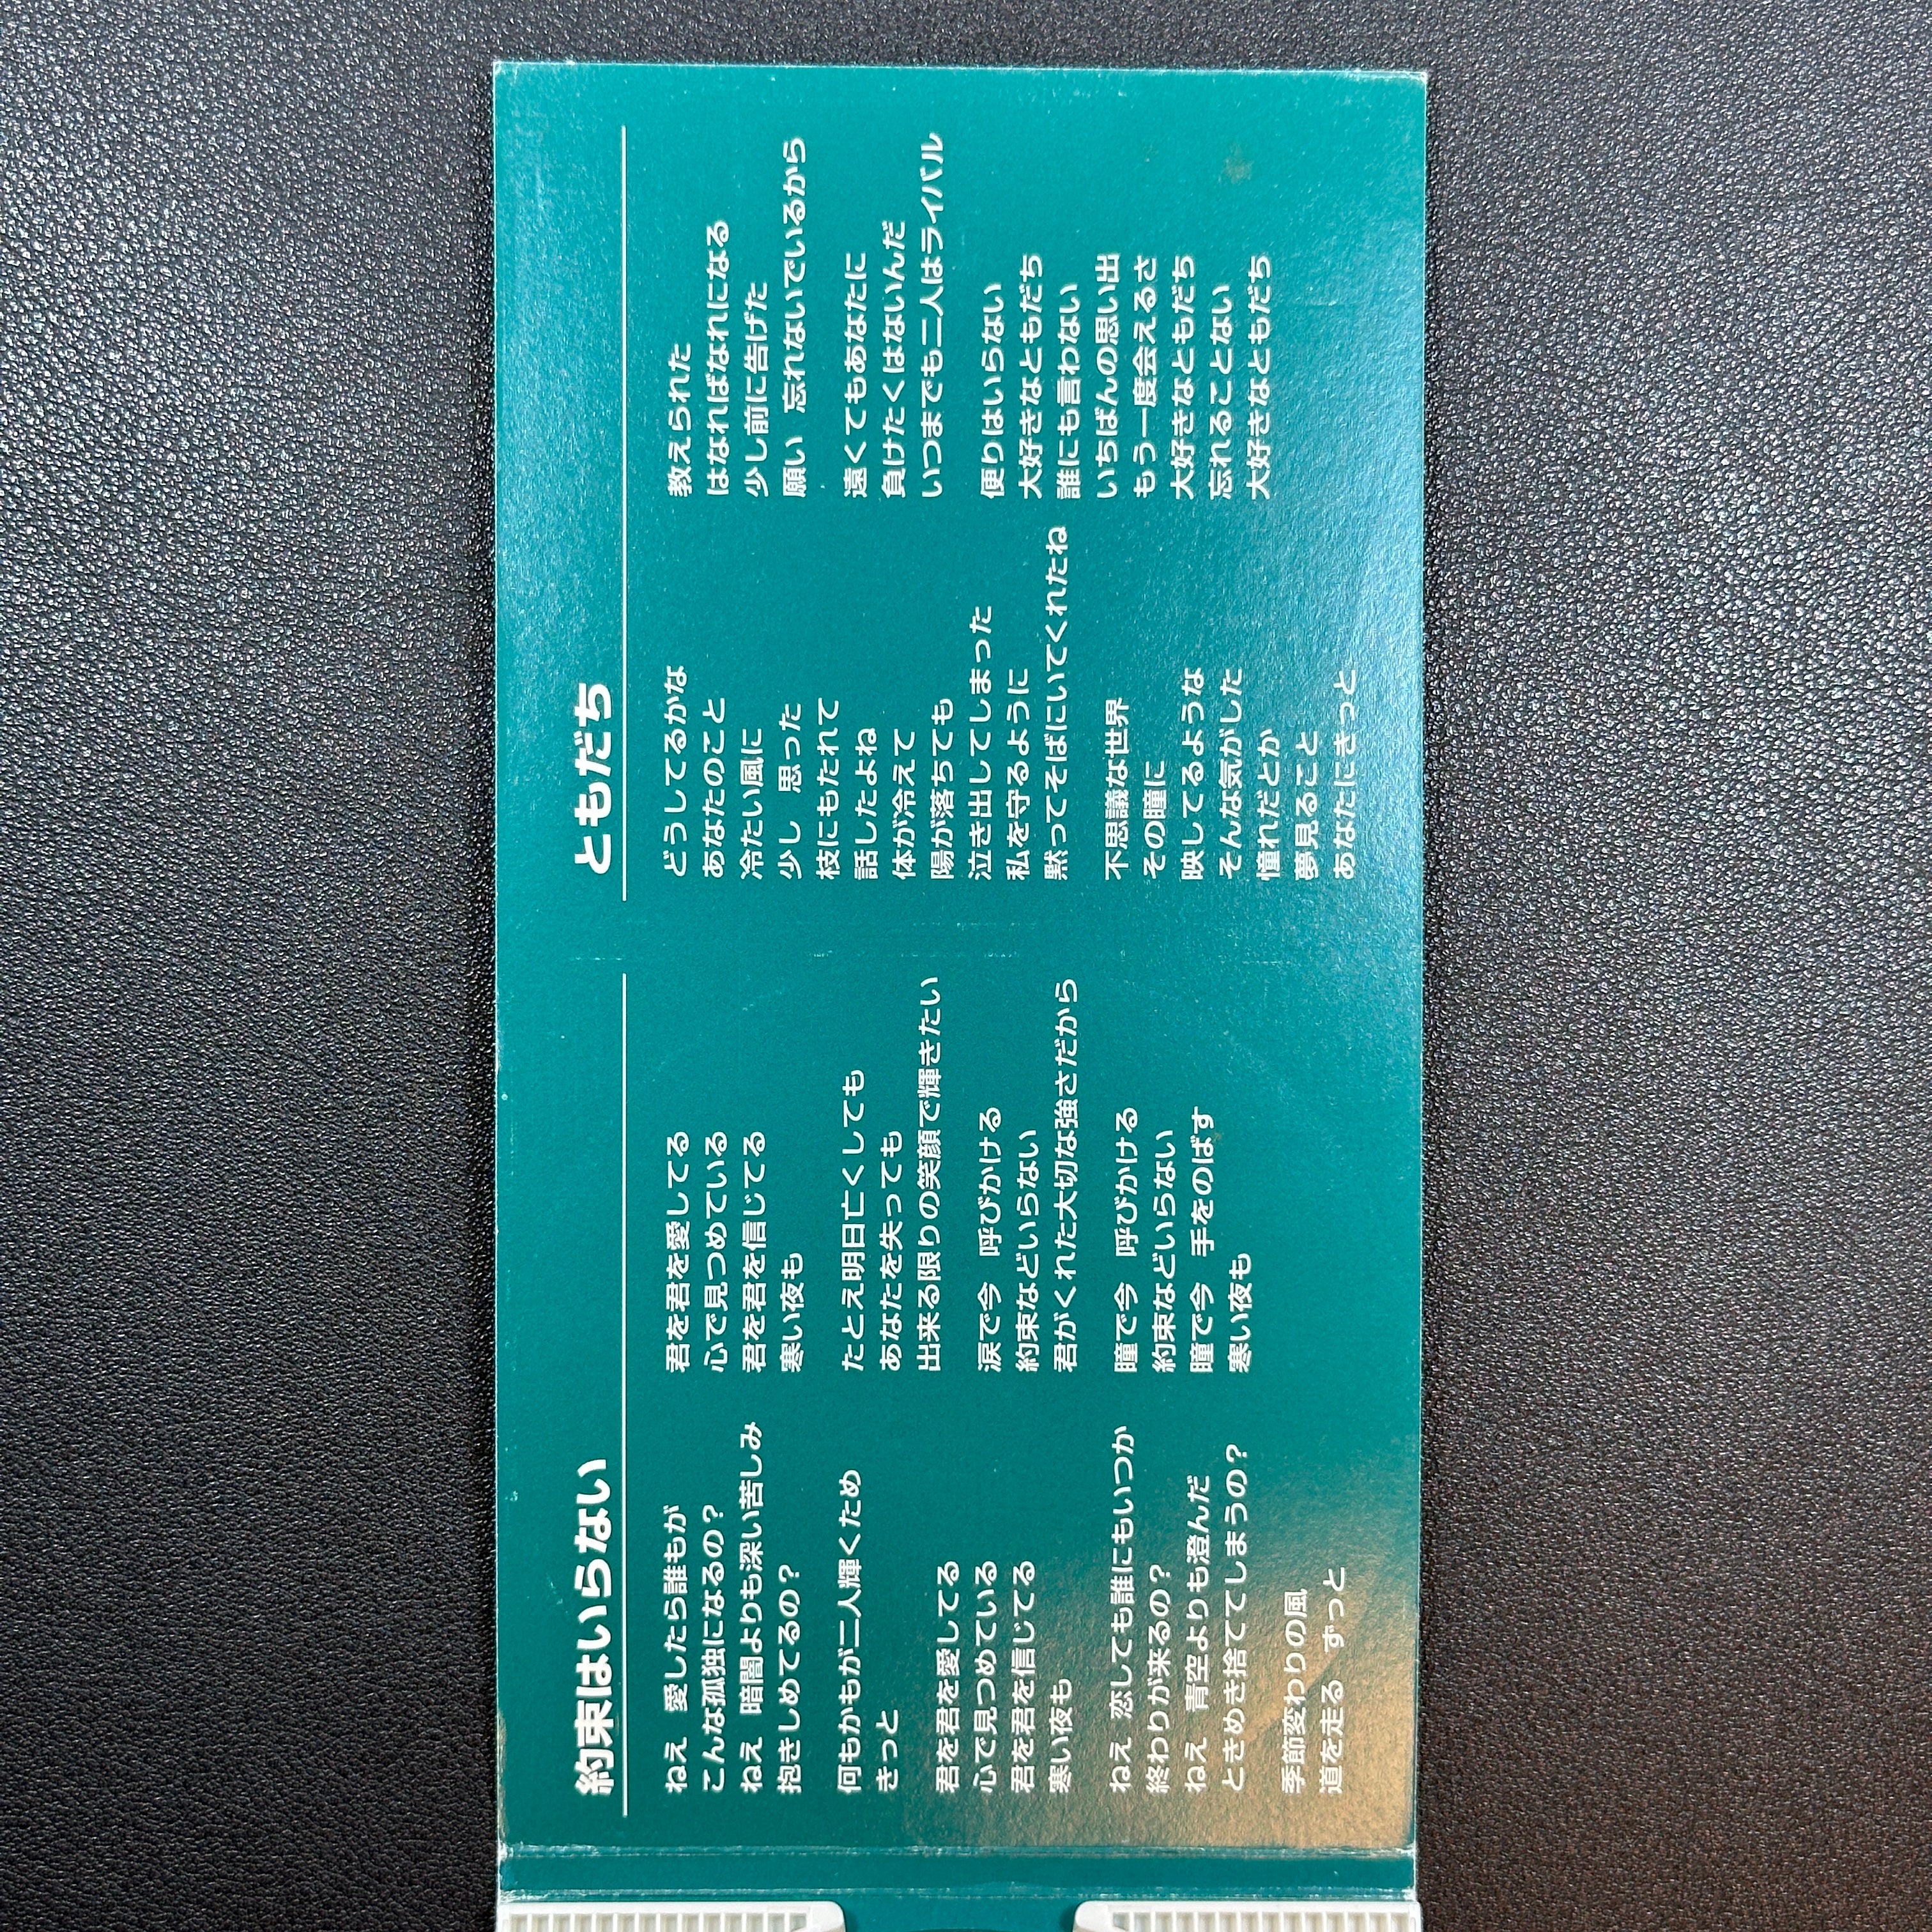 約束はいらない
ねえ　愛したら誰もが
こんな孤独になるの？
ねえ　暗闇よりも深い苦しみ
抱きしめてるの？
何もかもが二人輝くため
きっと
君を君を愛してる
心で見つめている
君を君を信じてる
寒い夜も
ねえ　恋しても誰にもいつか
終わりが来るの？
ねえ　青空よりも澄んだ
ときめき捨ててしまうの？
季節変わりの風
道を走る　ずっと
君を君を愛してる
心で見つめている
君を君を信じてる
寒い夜も
たとえ明日亡くしても
あなたを失っても
出来る限りの笑顔で輝きたい
涙で今　呼びかける
約束などいらない
君がくれた大切な強さだから
瞳で今　呼びかける
約束などいらない
瞳で今　手をのばす
寒い夜も
ともだち
どうしてるかな
あなたのこと
冷たい風に
少し　思った
枝にもたれて
話したよね
体が冷えて
陽が落ちても
泣き出してしまった
私を守るように
黙ってそばにいてくれたね
不思議な世界
その瞳に
映してるような
そんな気がした
憧れだとか
夢見ること
あなたにきっと
教えられた
はなればなれになる
少し前に告げた
願い　忘れないでいるから
遠くてもあなたに
負けたくはないんだ
いつまでも二人はライバル
便りはいらない
大好きなともだち
誰にも言わない
いちばんの思い出
もう一度会えるさ
大好きなともだち
忘れることない
大好きなともだち